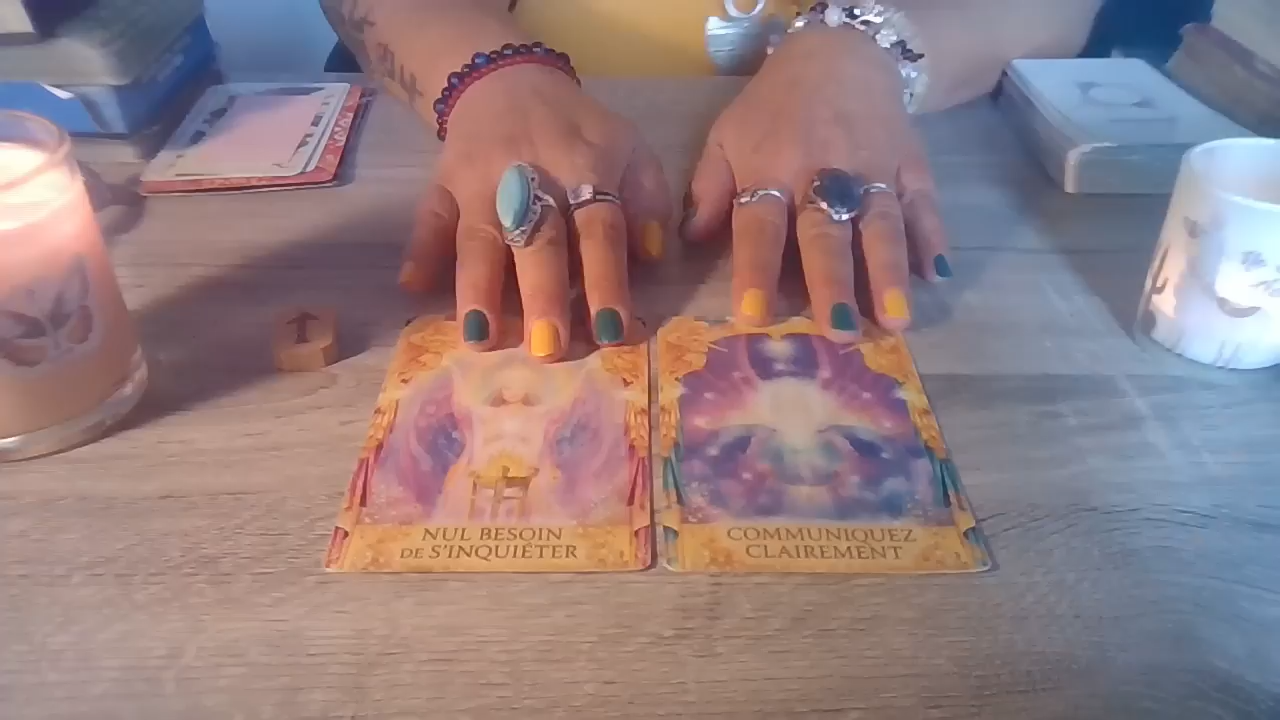 NUL BESOIN
DE S'INQUIÉTER
COMMUNIQUEZ
CLAIREMENT